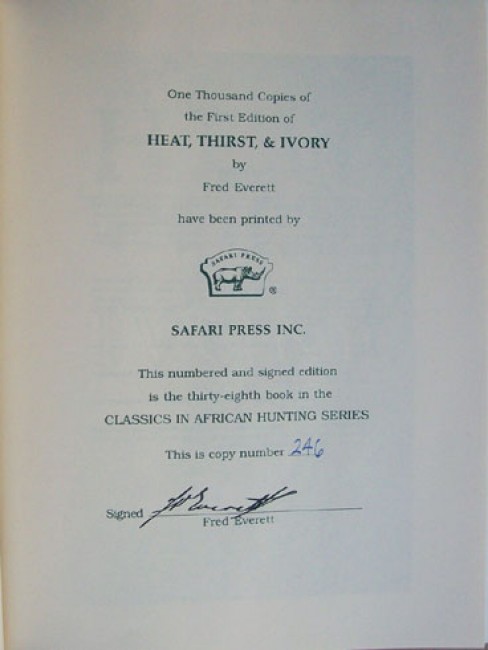 One Thousand Copies of
the First Edition of
HEAT, THIRST, & IVORY
by
Fred Everett
have been printed by
SAFARI PRESS
®
SAFARI PRESS INC.
This numbered and signed edition
is the thirty-eighth book in the
CLASSICS IN AFRICAN HUNTING SERIES
This is copy number 246
Signed
Fred Everett